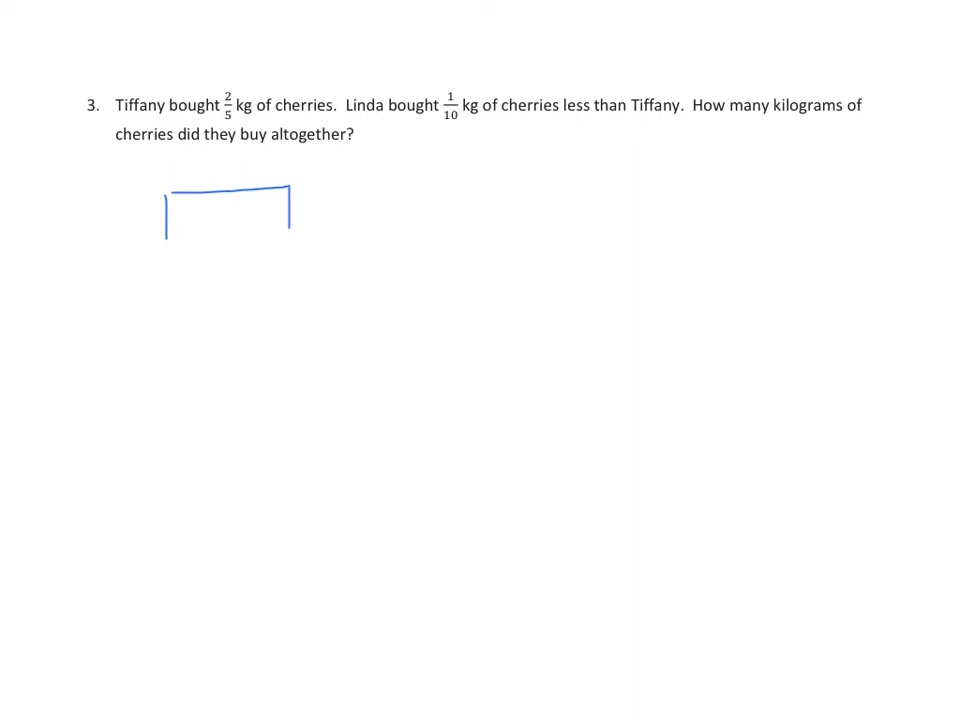 3. Tiffany bought 2/5 kg of cherries. Linda bought 1/10 kg of cherries less than Tiffany. How many kilograms of
cherries did they buy altogether?